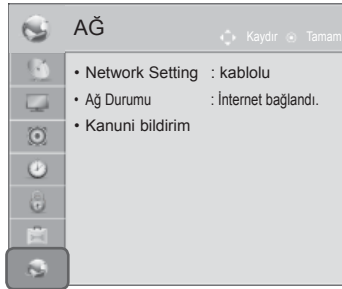 AĞ
Kaydır Tamam
• Network Setting : kablolu
• Ağ Durumu : İnternet bağlandı.
• Kanuni bildirim